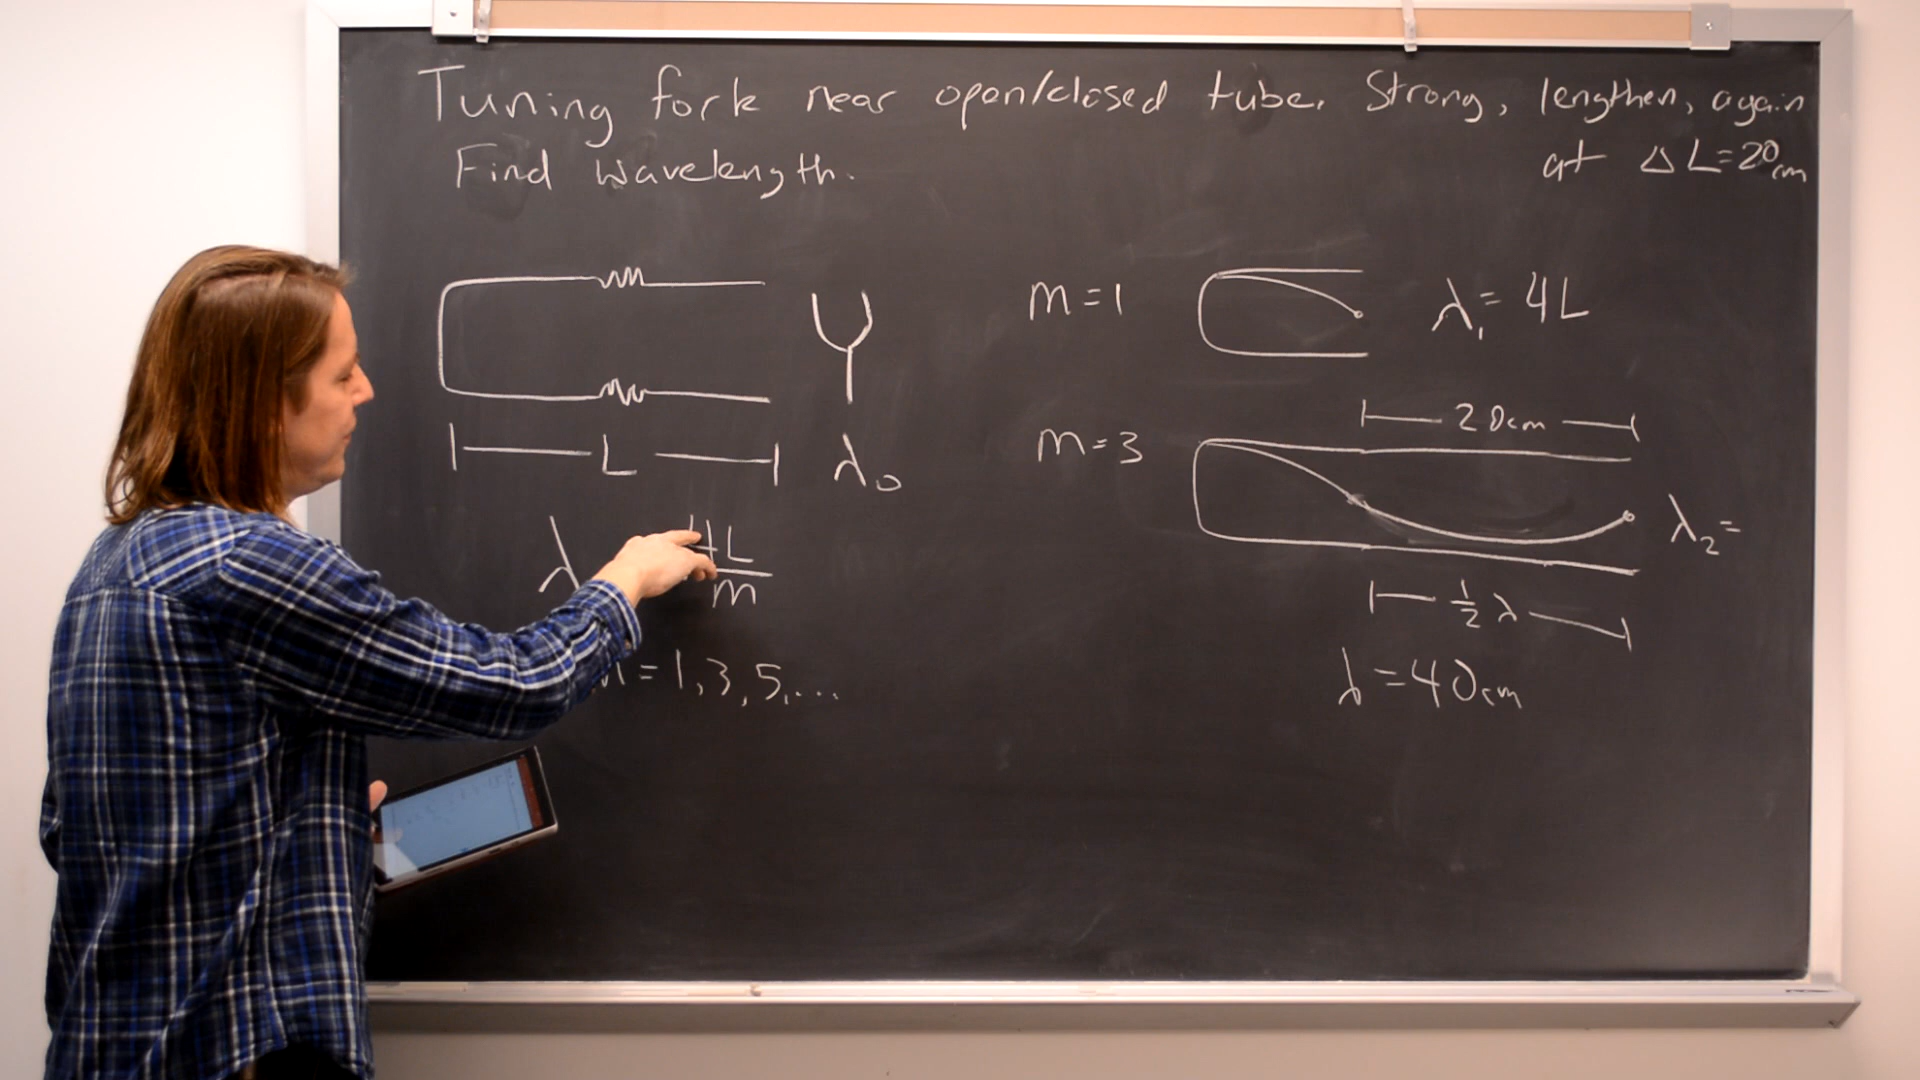 Tuning fork near open/closed tube. Strong, lengthen, again
at ΔL=20cm
Find wavelength.
m=1
λ₁= 4L
20cm
m=3
L
λ₀
λ₂=
λ
4L
m
½ λ
m=1,3,5,...
λ=40cm